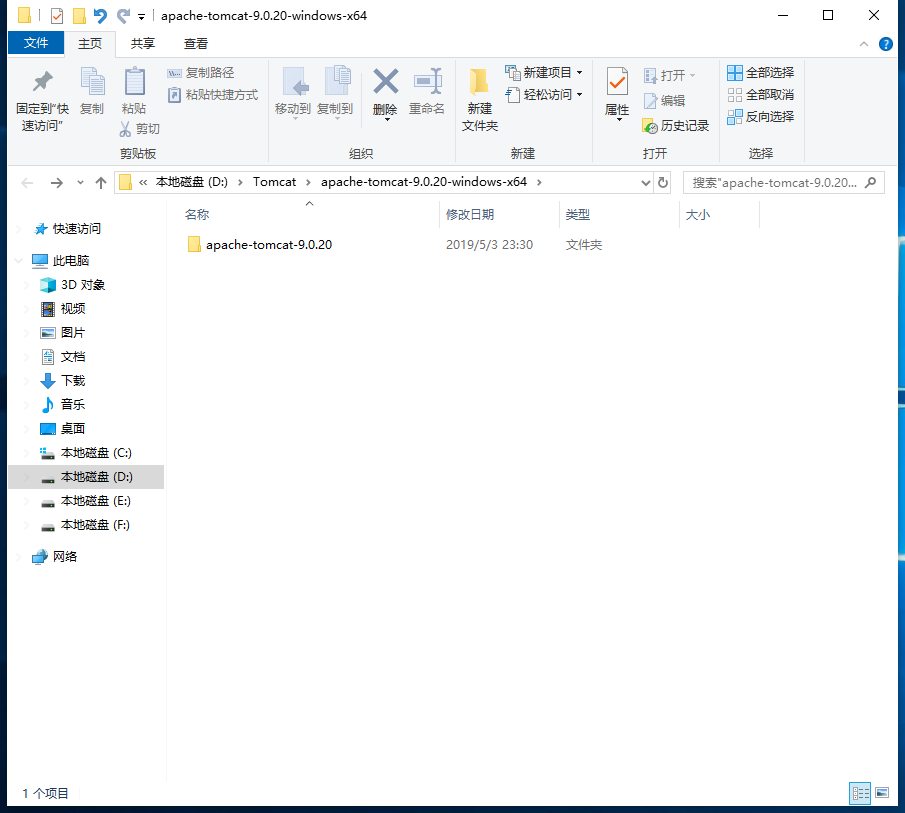 apache-tomcat-9.0.20-windows-x64
文件 主页 共享 查看
固定到"快速访问"
复制
粘贴
复制路径
粘贴快捷方式
剪切
剪贴板
移动到
复制到
删除
重命名
组织
新建
文件夹
新建项目
轻松访问
新建
属性
打开
编辑
历史记录
打开
全部选择
全部取消
反向选择
选择
« 本地磁盘 (D:) › Tomcat › apache-tomcat-9.0.20-windows-x64 ›
搜索"apache-tomcat-9.0.20...
名称 修改日期 类型 大小
apache-tomcat-9.0.20 2019/5/3 23:30 文件夹
快速访问
此电脑
3D 对象
视频
图片
文档
下载
音乐
桌面
本地磁盘 (C:)
本地磁盘 (D:)
本地磁盘 (E:)
本地磁盘 (F:)
网络
1 个项目